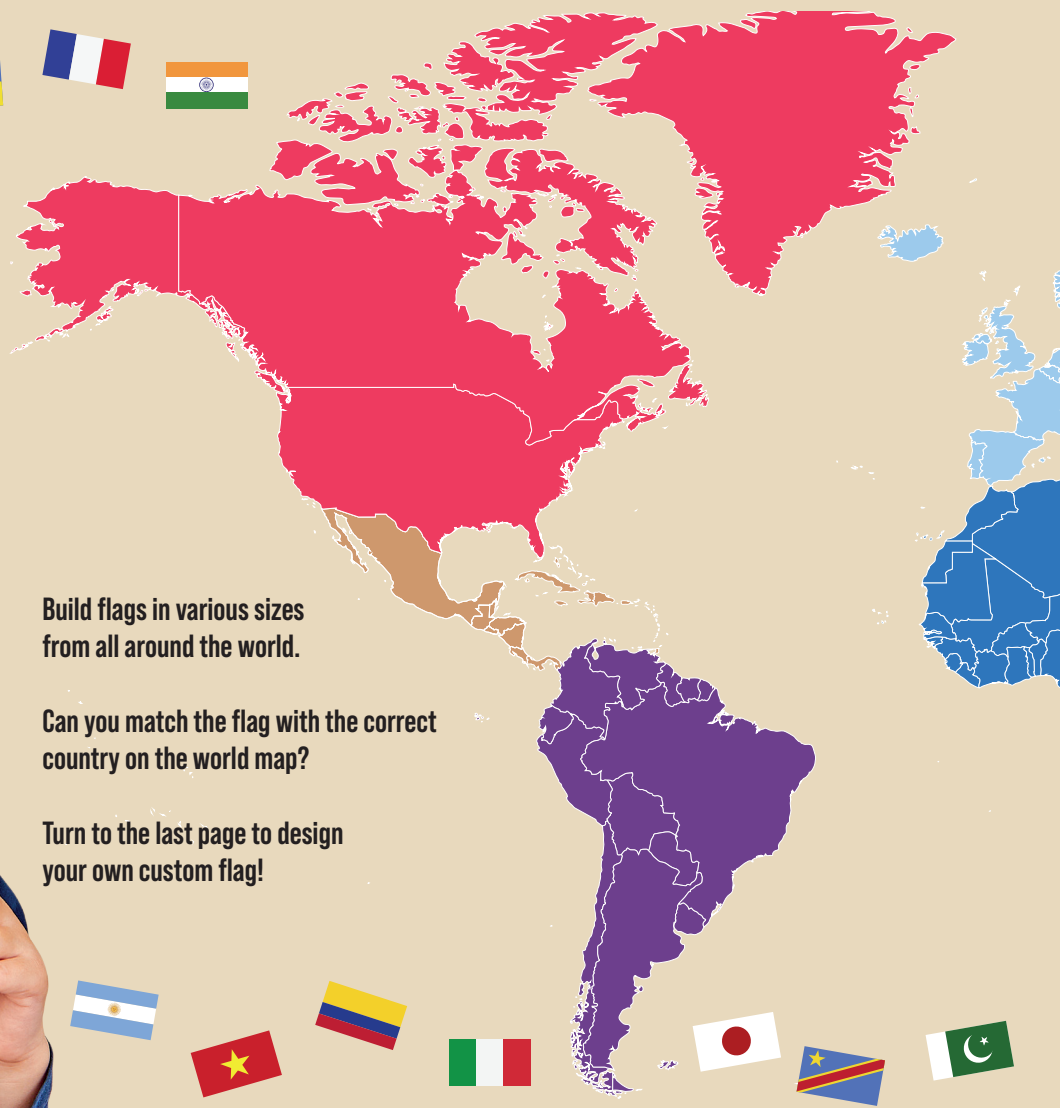 Build flags in various sizes
from all around the world.
Can you match the flag with the correct
country on the world map?
Turn to the last page to design
your own custom flag!